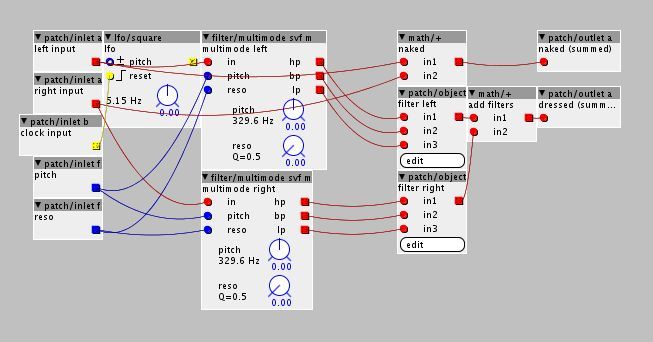 ▼ patch/inlet a
left input
▼ patch/inlet a
right input
▼ patch/inlet b
clock input
▼ patch/inlet f
pitch
▼ patch/inlet f
reso
▼ lfo/square
lfo
pitch
reset
5.15 Hz
0.00
▼ filter/multimode svf m
multimode left
in hp
pitch bp
reso lp
pitch
329.6 Hz
0.00
reso
Q=0.5
0.00
▼ filter/multimode svf m
multimode right
in hp
pitch bp
reso lp
pitch
329.6 Hz
0.00
reso
Q=0.5
0.00
▼ math/+
naked
in1
in2
▼ patch/object
filter left
in1
in2
in3
edit
▼ patch/object
filter right
in1
in2
in3
edit
▼ math/+
add filters
in1
in2
▼ patch/outlet a
naked (summed)
▼ patch/outlet a
dressed (summ...